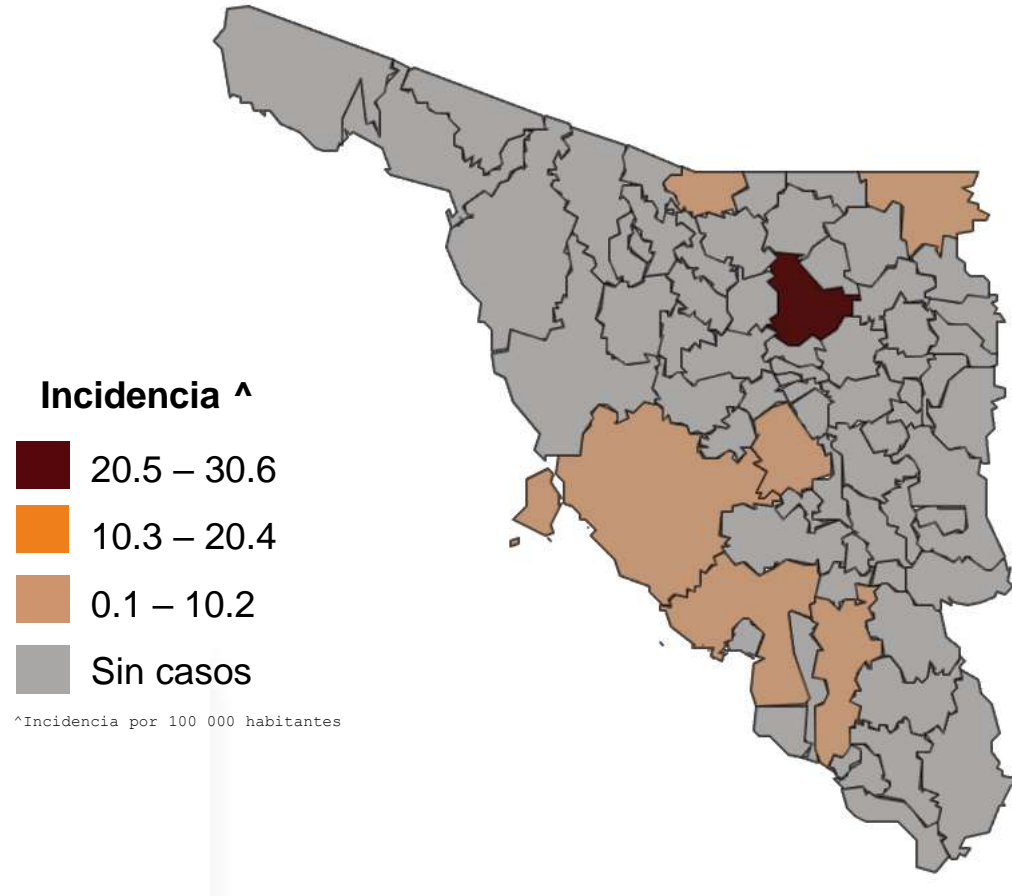 Incidencia ^
20.5 – 30.6
10.3 – 20.4
0.1 – 10.2
Sin casos
^Incidencia por 100 000 habitantes